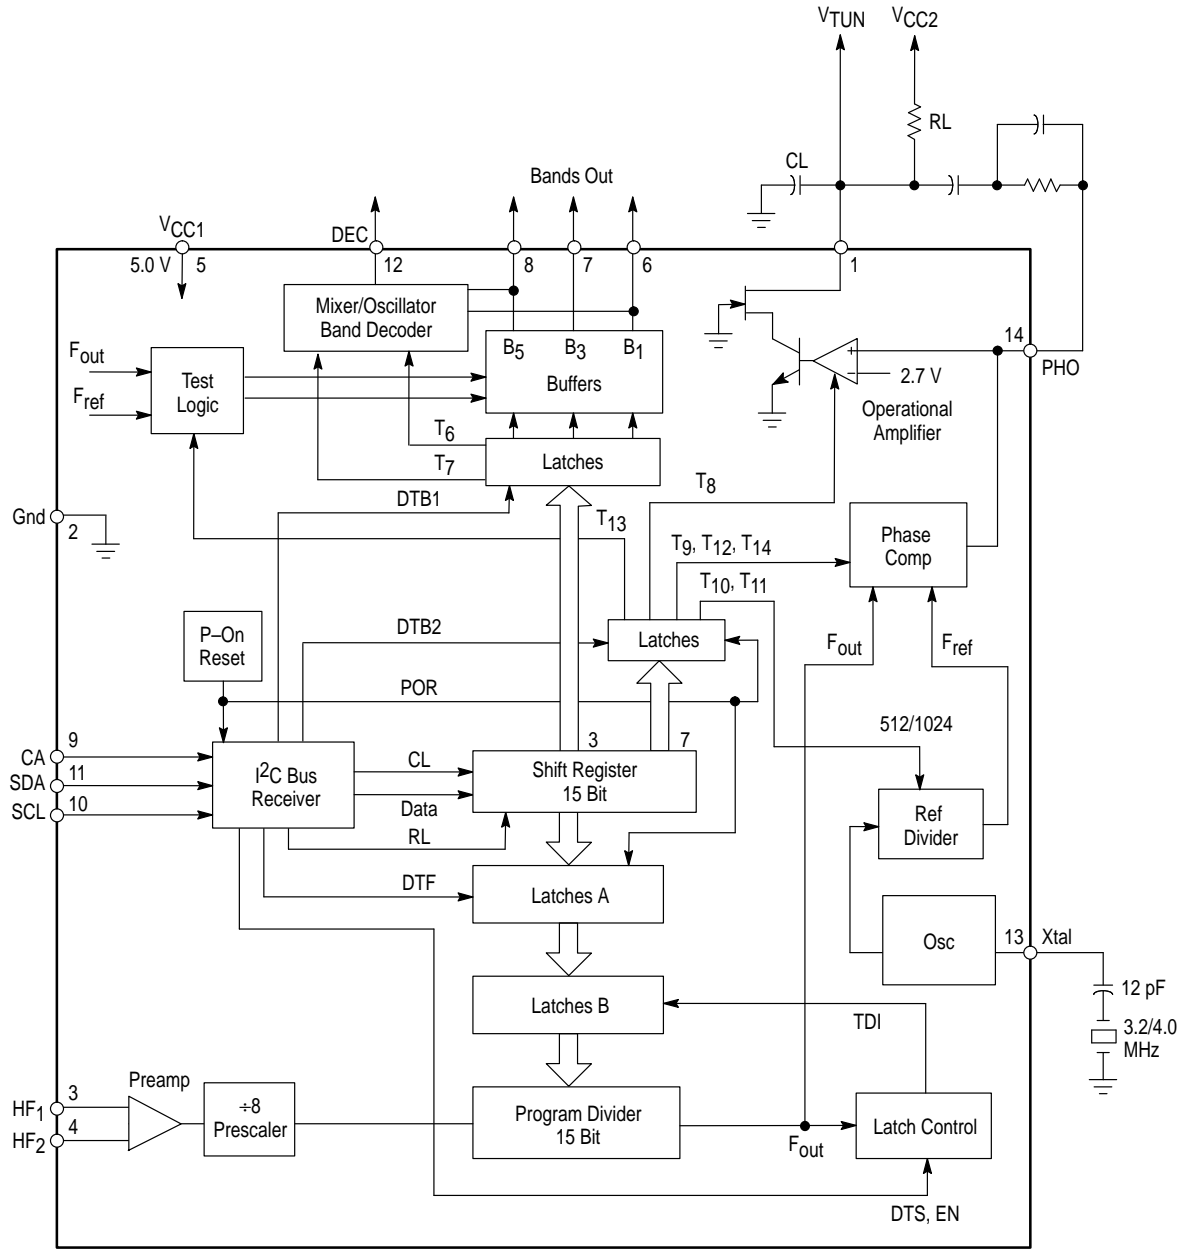 VTUN
VCC2
RL
CL
Bands Out
VCC1
5.0 V
5
DEC
12
8
7
6
1
Mixer/Oscillator
Band Decoder
B5
B3
B1
Buffers
14
PHO
+
–
2.7 V
Operational
Amplifier
Fout
Fref
Test
Logic
T6
T7
Latches
DTB1
T8
T13
Gnd
2
T9, T12, T14
T10, T11
Phase
Comp
P–On
Reset
DTB2
Latches
Fout
Fref
POR
512/1024
9
CA
11
SDA
10
SCL
I2C Bus
Receiver
CL
Data
RL
3
7
Shift Register
15 Bit
Ref
Divider
DTF
Latches A
Osc
13
Xtal
12 pF
3.2/4.0
MHz
Latches B
TDI
Preamp
HF1
3
HF2
4
÷8
Prescaler
Program Divider
15 Bit
Fout
Latch Control
DTS, EN